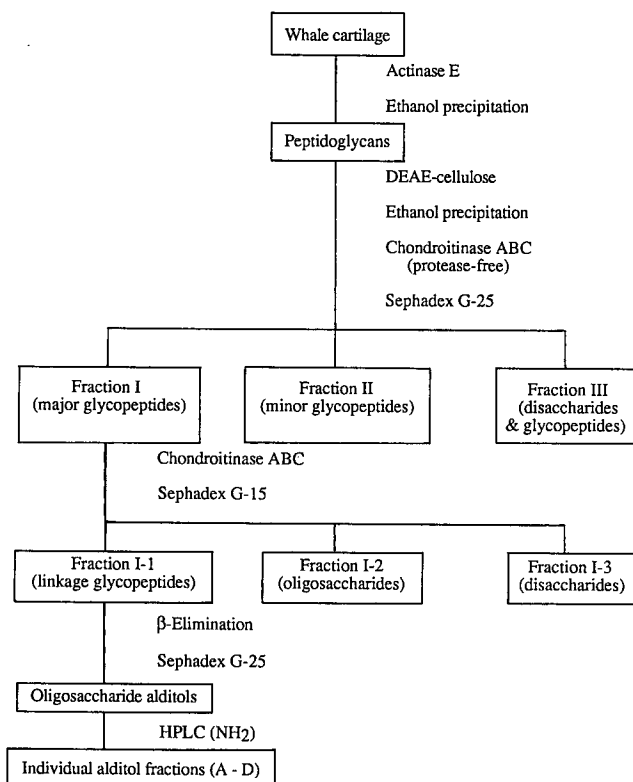 Whale cartilage
Actinase E
Ethanol precipitation
Peptidoglycans
DEAE-cellulose
Ethanol precipitation
Chondroitinase ABC
(protease-free)
Sephadex G-25
Fraction I
(major glycopeptides)
Fraction II
(minor glycopeptides)
Fraction III
(disaccharides
& glycopeptides)
Chondroitinase ABC
Sephadex G-15
Fraction I-1
(linkage glycopeptides)
Fraction I-2
(oligosaccharides)
Fraction I-3
(disaccharides)
β-Elimination
Sephadex G-25
Oligosaccharide alditols
HPLC (NH2)
Individual alditol fractions (A - D)